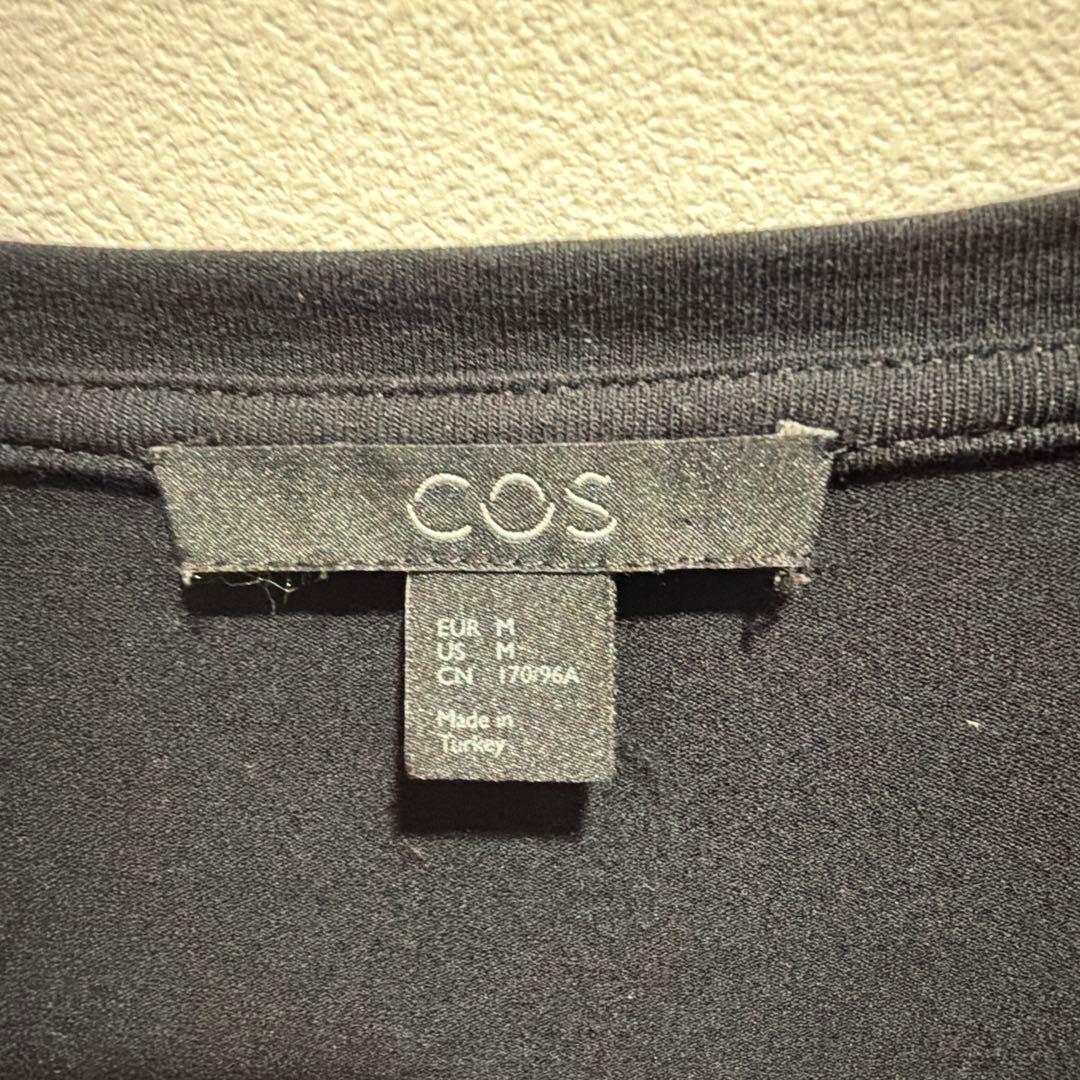 COS
EUR M
US M
CN 170/96A
Made in
Turkey